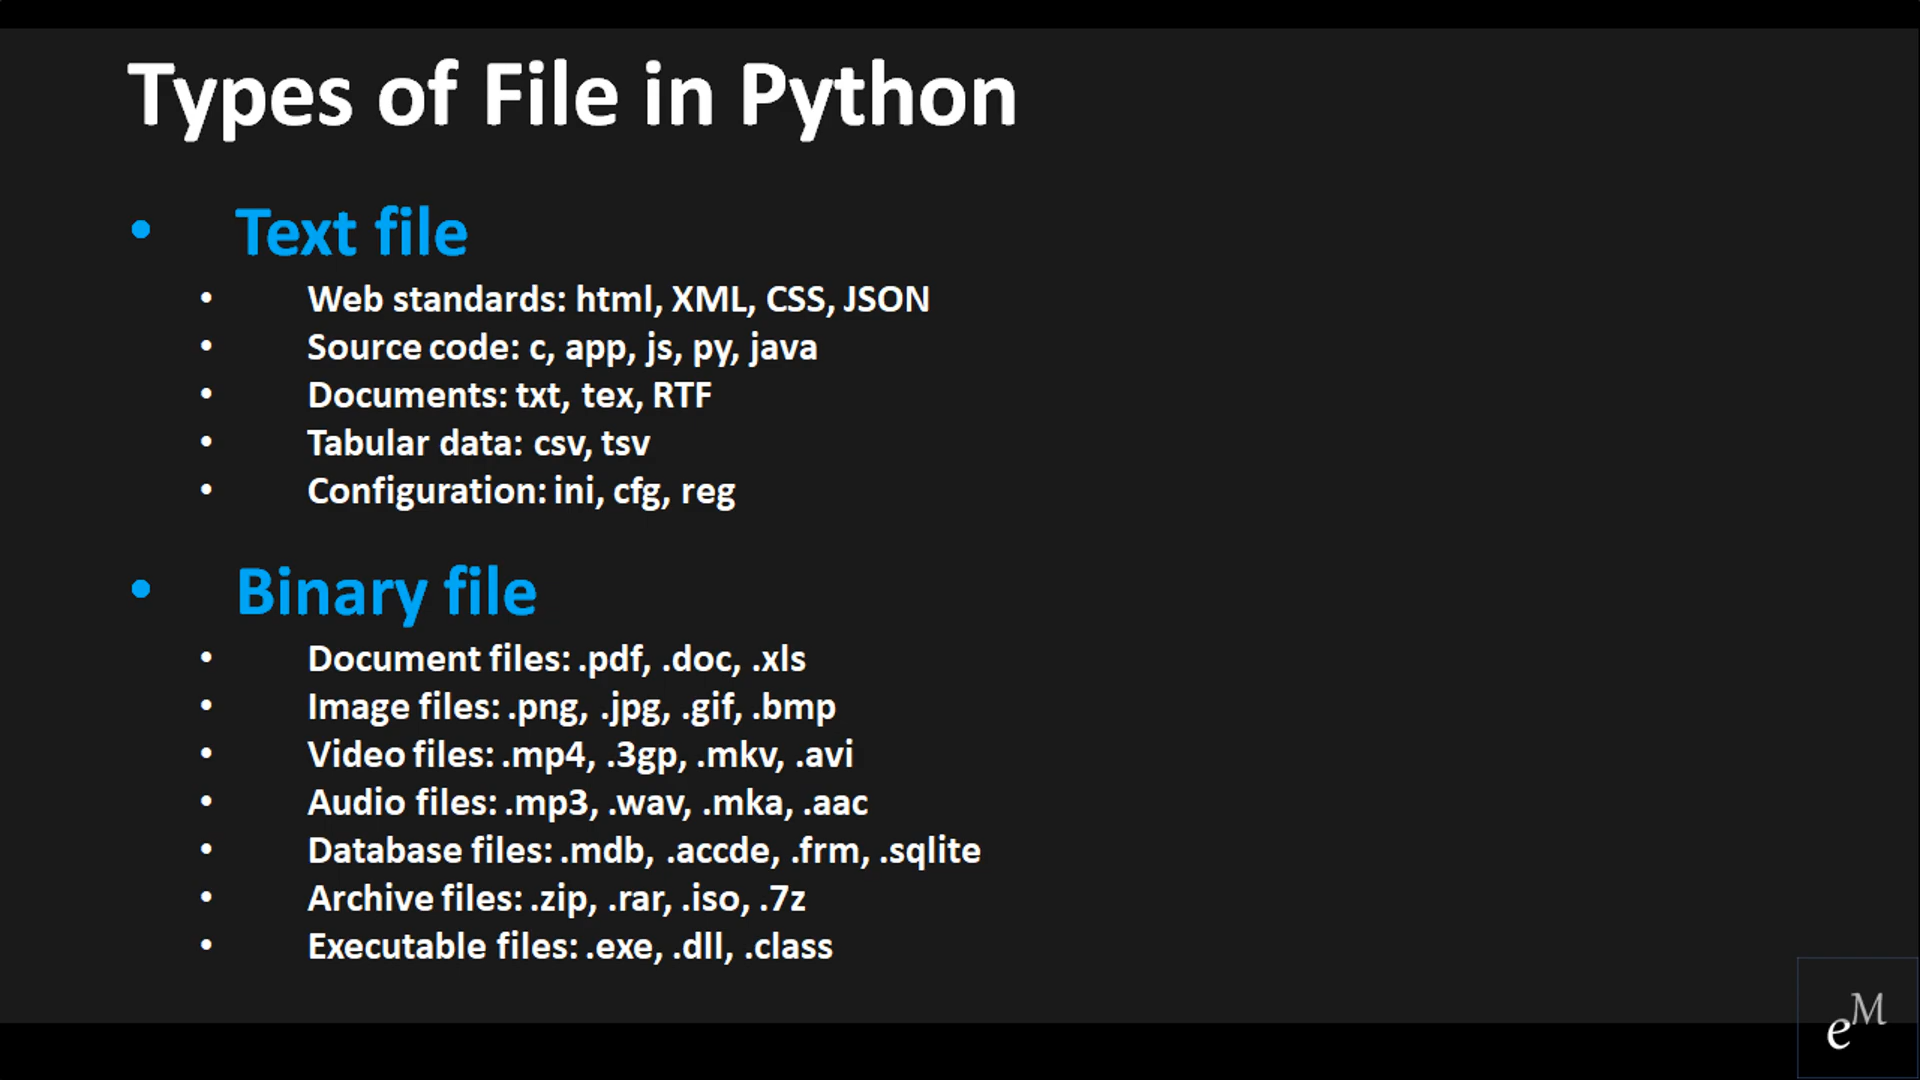 Types of File in Python
• Text file
• Web standards: html, XML, CSS, JSON
• Source code: c, app, js, py, java
• Documents: txt, tex, RTF
• Tabular data: csv, tsv
• Configuration: ini, cfg, reg
• Binary file
• Document files: .pdf, .doc, .xls
• Image files: .png, .jpg, .gif, .bmp
• Video files: .mp4, .3gp, .mkv, .avi
• Audio files: .mp3, .wav, .mka, .aac
• Database files: .mdb, .accde, .frm, .sqlite
• Archive files: .zip, .rar, .iso, .7z
• Executable files: .exe, .dll, .class
eM